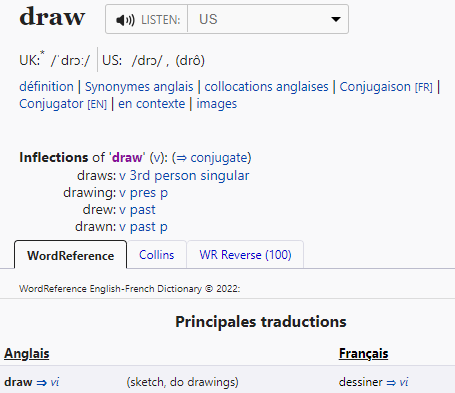 draw
LISTEN: US
UK:* /ˈdrɔː/ US: /drɔ/ , (drô)
définition | Synonymes anglais | collocations anglaises | Conjugaison [FR] |
Conjugator [EN] | en contexte | images
Inflections of 'draw' (v): (⇒ conjugate)
draws: v 3rd person singular
drawing: v pres p
drew: v past
drawn: v past p
WordReference Collins WR Reverse (100)
WordReference English-French Dictionary © 2022:
Principales traductions
Anglais Français
draw ⇒ vi (sketch, do drawings) dessiner ⇒ vi